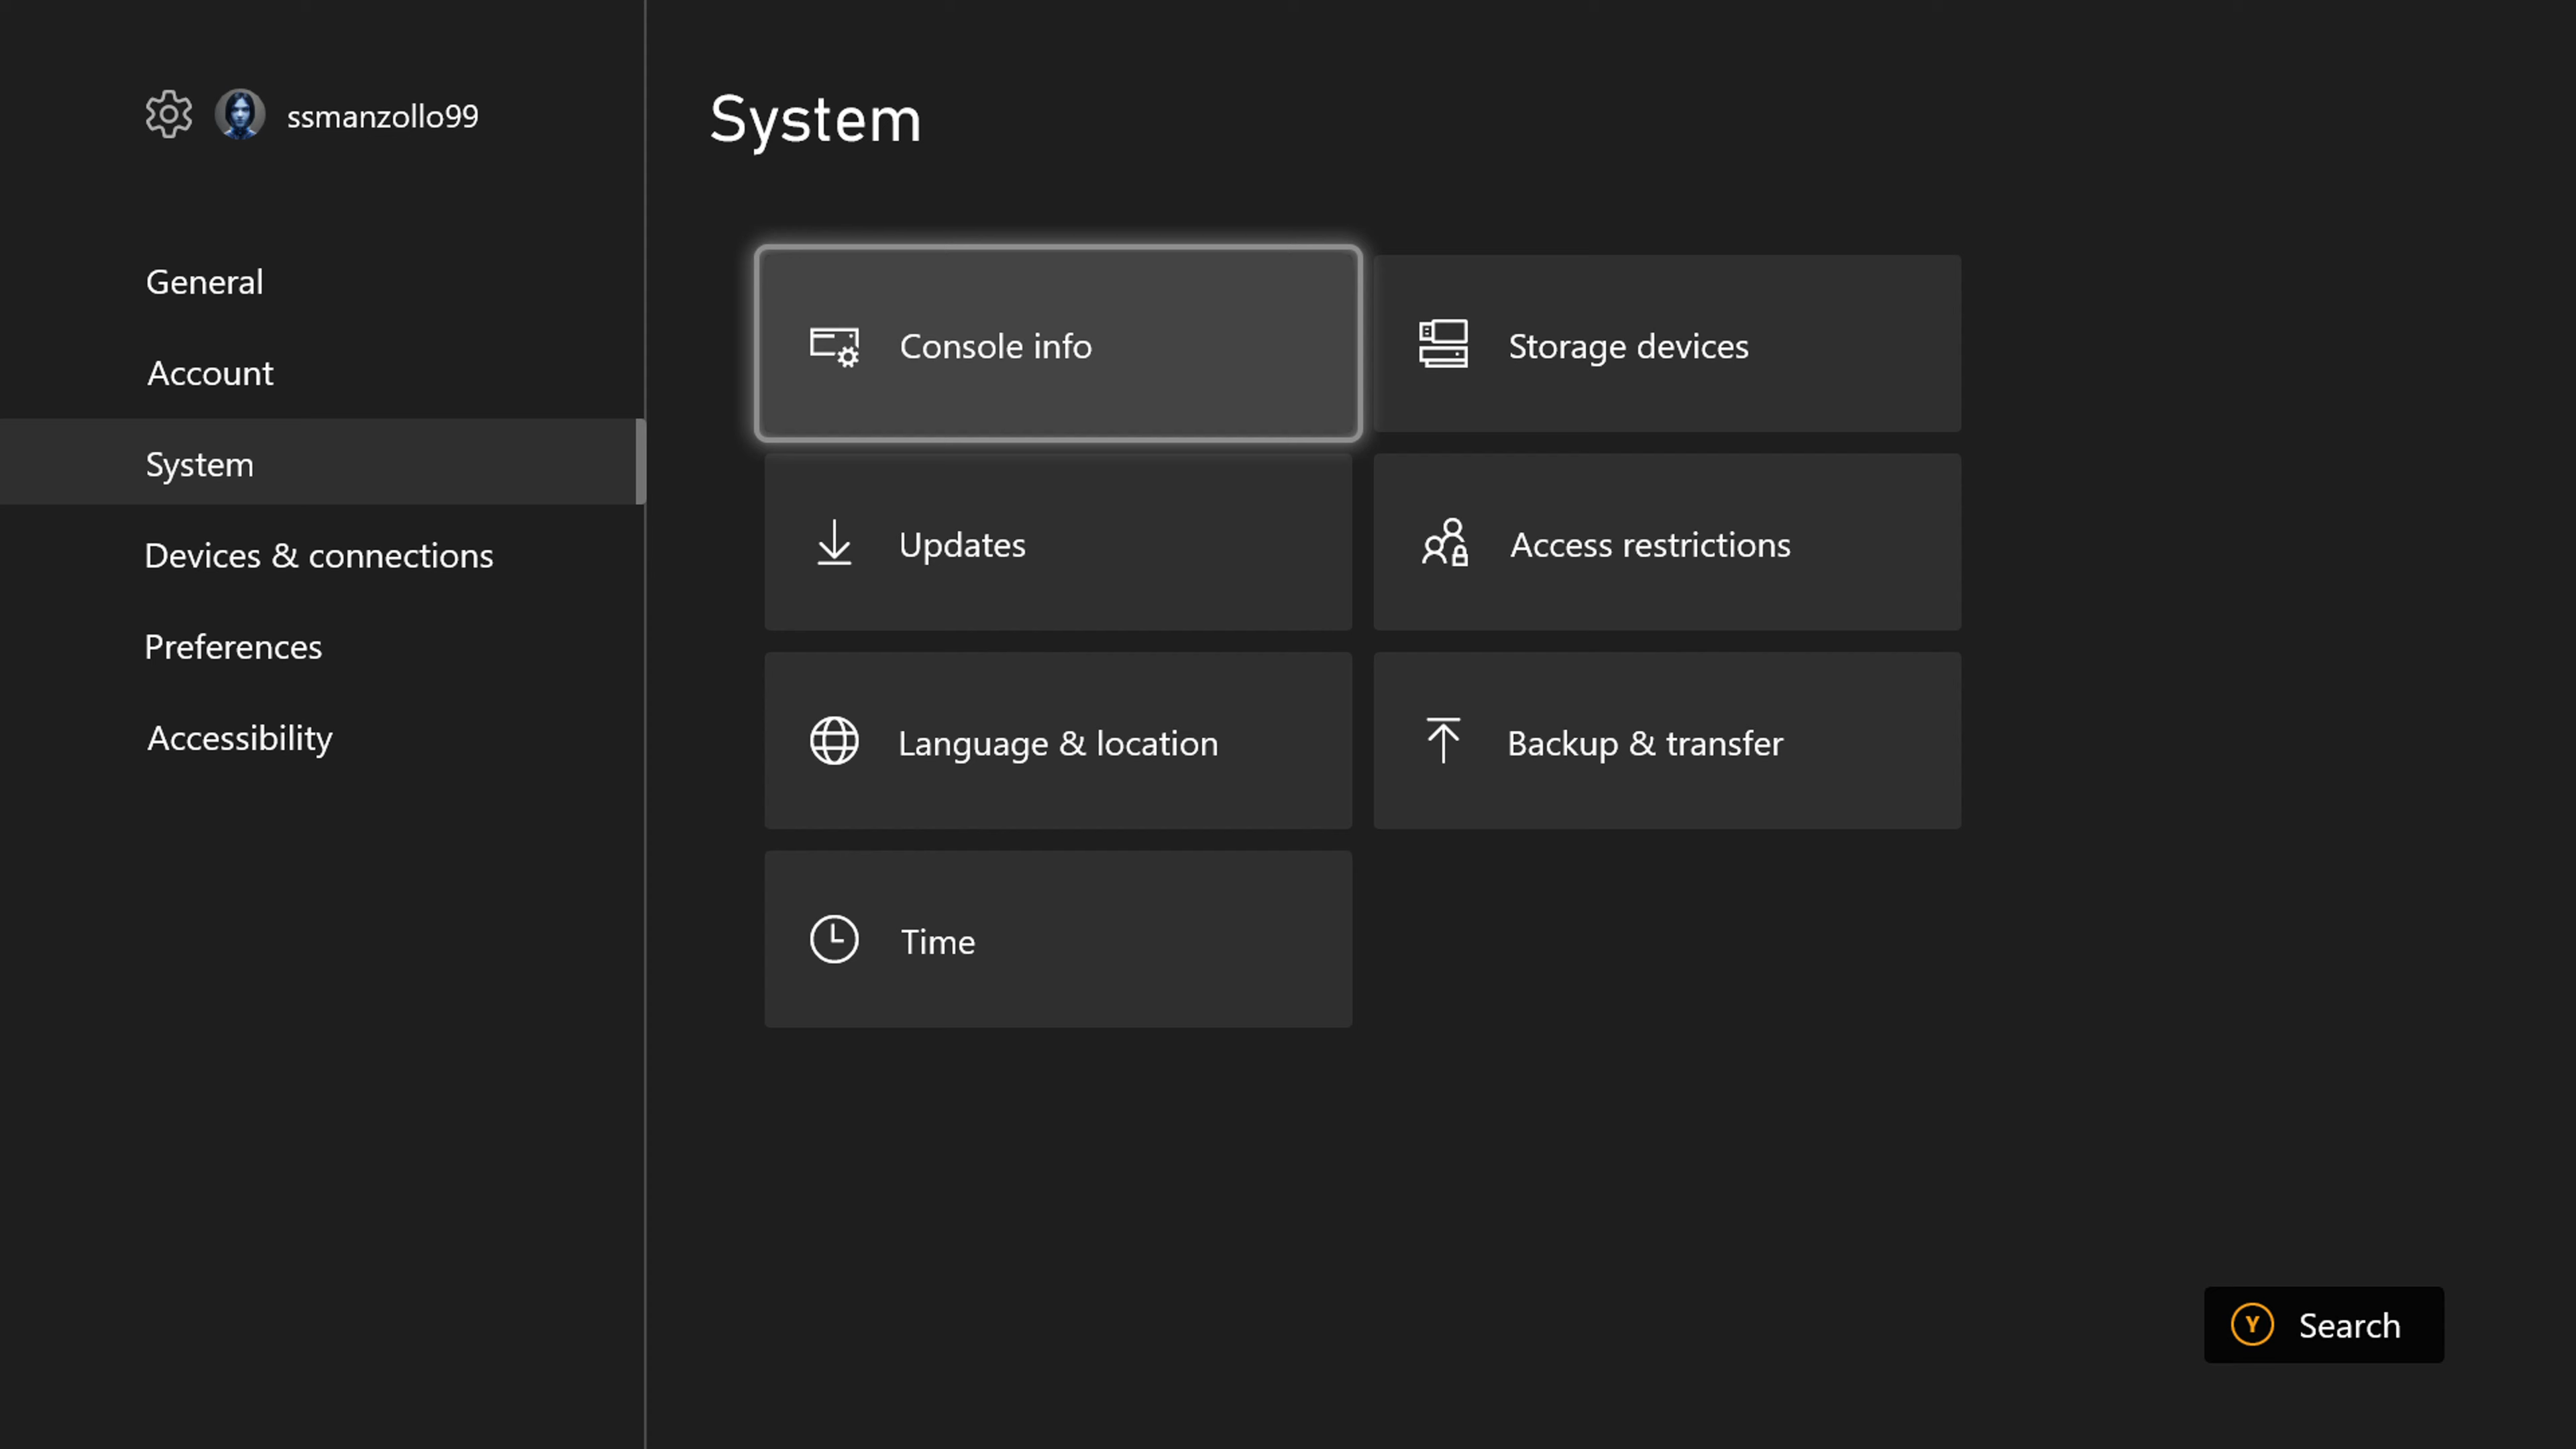 ssmanzollo99
General
Account
System
Devices & connections
Preferences
Accessibility
System
Console info
Storage devices
Updates
Access restrictions
Language & location
Backup & transfer
Time
Y Search